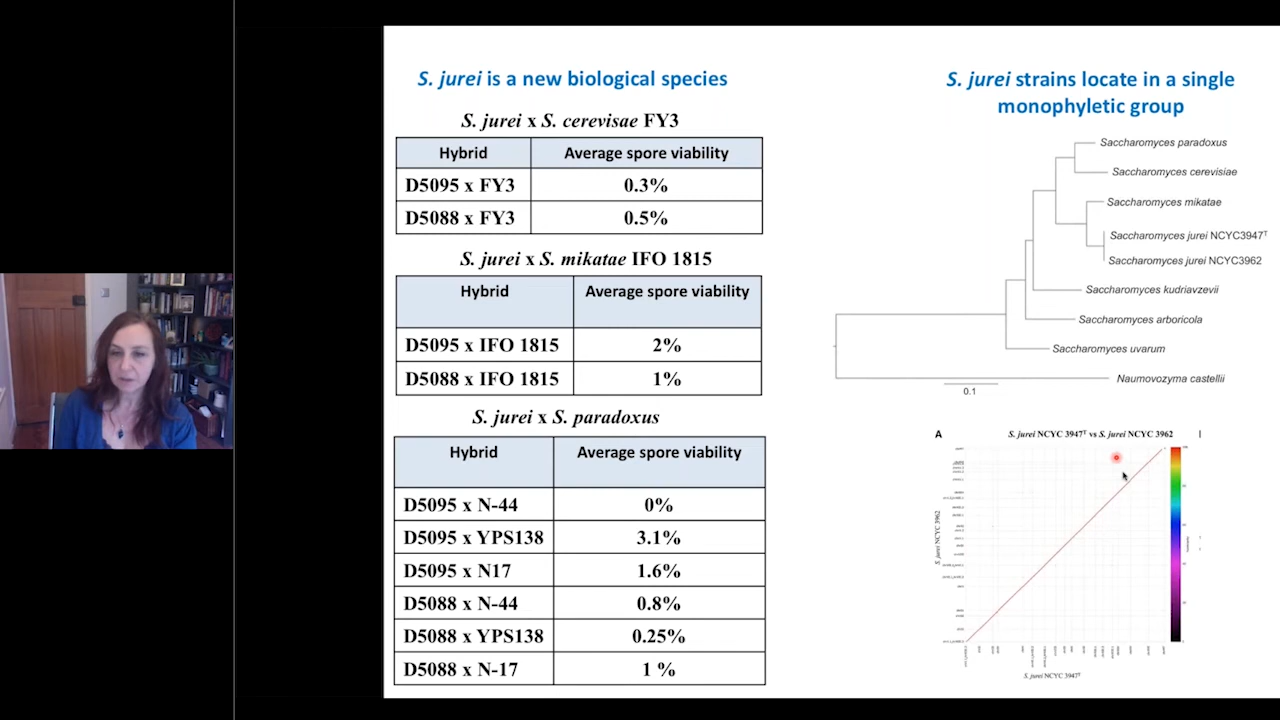 S. jurei is a new biological species
S. jurei x S. cerevisae FY3
Hybrid Average spore viability
D5095 x FY3 0.3%
D5088 x FY3 0.5%
S. jurei x S. mikatae IFO 1815
Hybrid Average spore viability
D5095 x IFO 1815 2%
D5088 x IFO 1815 1%
S. jurei x S. paradoxus
Hybrid Average spore viability
D5095 x N-44 0%
D5095 x YPS138 3.1%
D5095 x N17 1.6%
D5088 x N-44 0.8%
D5088 x YPS138 0.25%
D5088 x N-17 1 %
S. jurei strains locate in a single
monophyletic group
Saccharomyces paradoxus
Saccharomyces cerevisiae
Saccharomyces mikatae
Saccharomyces jurei NCYC3947ᵀ
Saccharomyces jurei NCYC3962
Saccharomyces kudriavzevii
Saccharomyces arboricola
Saccharomyces uvarum
Naumovozyma castellii
0.1
A S. jurei NCYC 3947ᵀ vs S. jurei NCYC 3962
S. jurei NCYC 3962
S. jurei NCYC 3947ᵀ